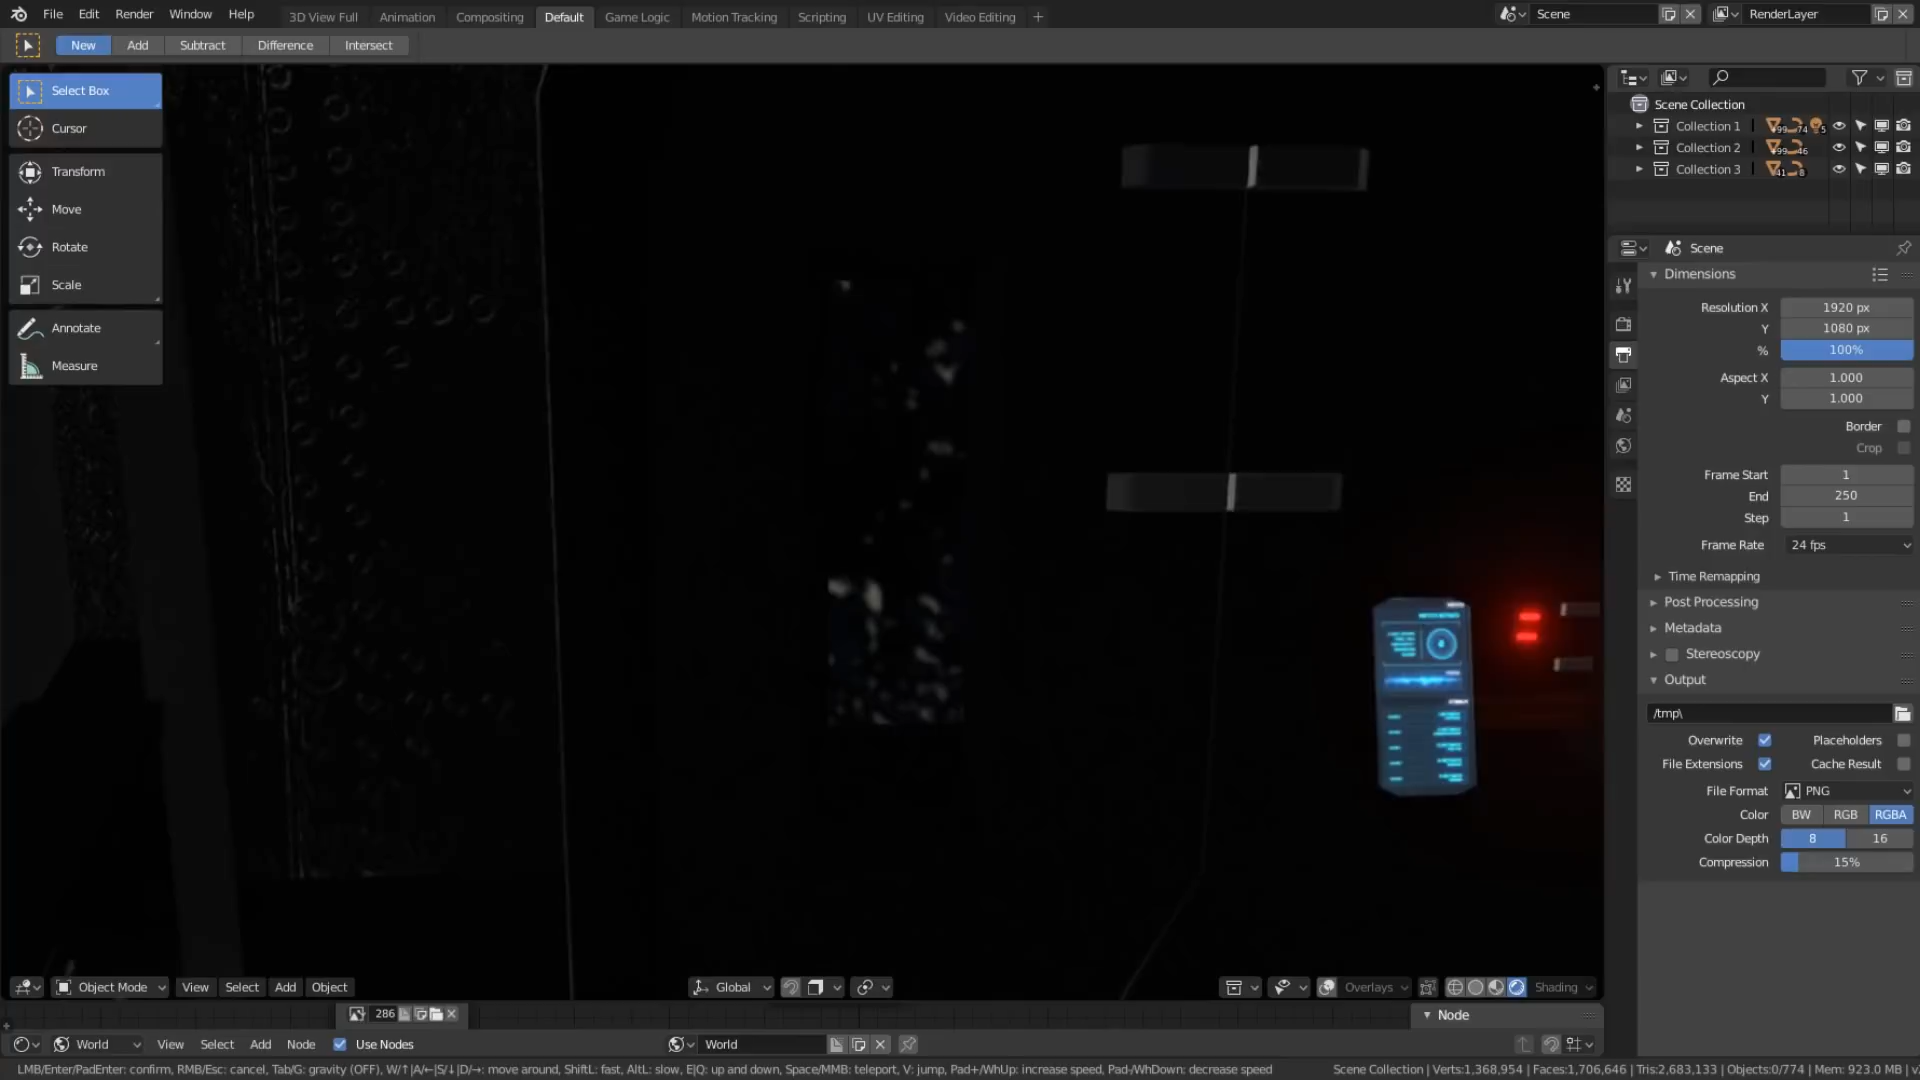 File Edit Render Window Help 3D View Full Animation Compositing Default Game Logic Motion Tracking Scripting UV Editing Video Editing + Scene RenderLayer
New Add Subtract Difference Intersect
Select Box
Cursor
Transform
Move
Rotate
Scale
Annotate
Measure
Scene Collection
Collection 1 99 74 5
Collection 2 99 46
Collection 3 41 8
Scene
Dimensions
Resolution X 1920 px
Y 1080 px
% 100%
Aspect X 1.000
Y 1.000
Border
Crop
Frame Start 1
End 250
Step 1
Frame Rate 24 fps
Time Remapping
Post Processing
Metadata
Stereoscopy
Output
/tmp\
Overwrite Placeholders
File Extensions Cache Result
File Format PNG
Color BW RGB RGBA
Color Depth 8 16
Compression 15%
Object Mode View Select Add Object Global Overlays Shading
286 Node
World View Select Add Node Use Nodes World
LMB/Enter/PadEnter: confirm, RMB/Esc: cancel, Tab/G: gravity (OFF), W/↑|A/←|S/↓|D/→: move around, ShiftL: fast, AltL: slow, E|Q: up and down, Space/MMB: teleport, V: jump, Pad+/WhUp: increase speed, Pad-/WhDown: decrease speed Scene Collection | Verts:1,368,954 | Faces:1,706,646 | Tris:2,683,133 | Objects:0/774 | Mem: 923.0 MB | v